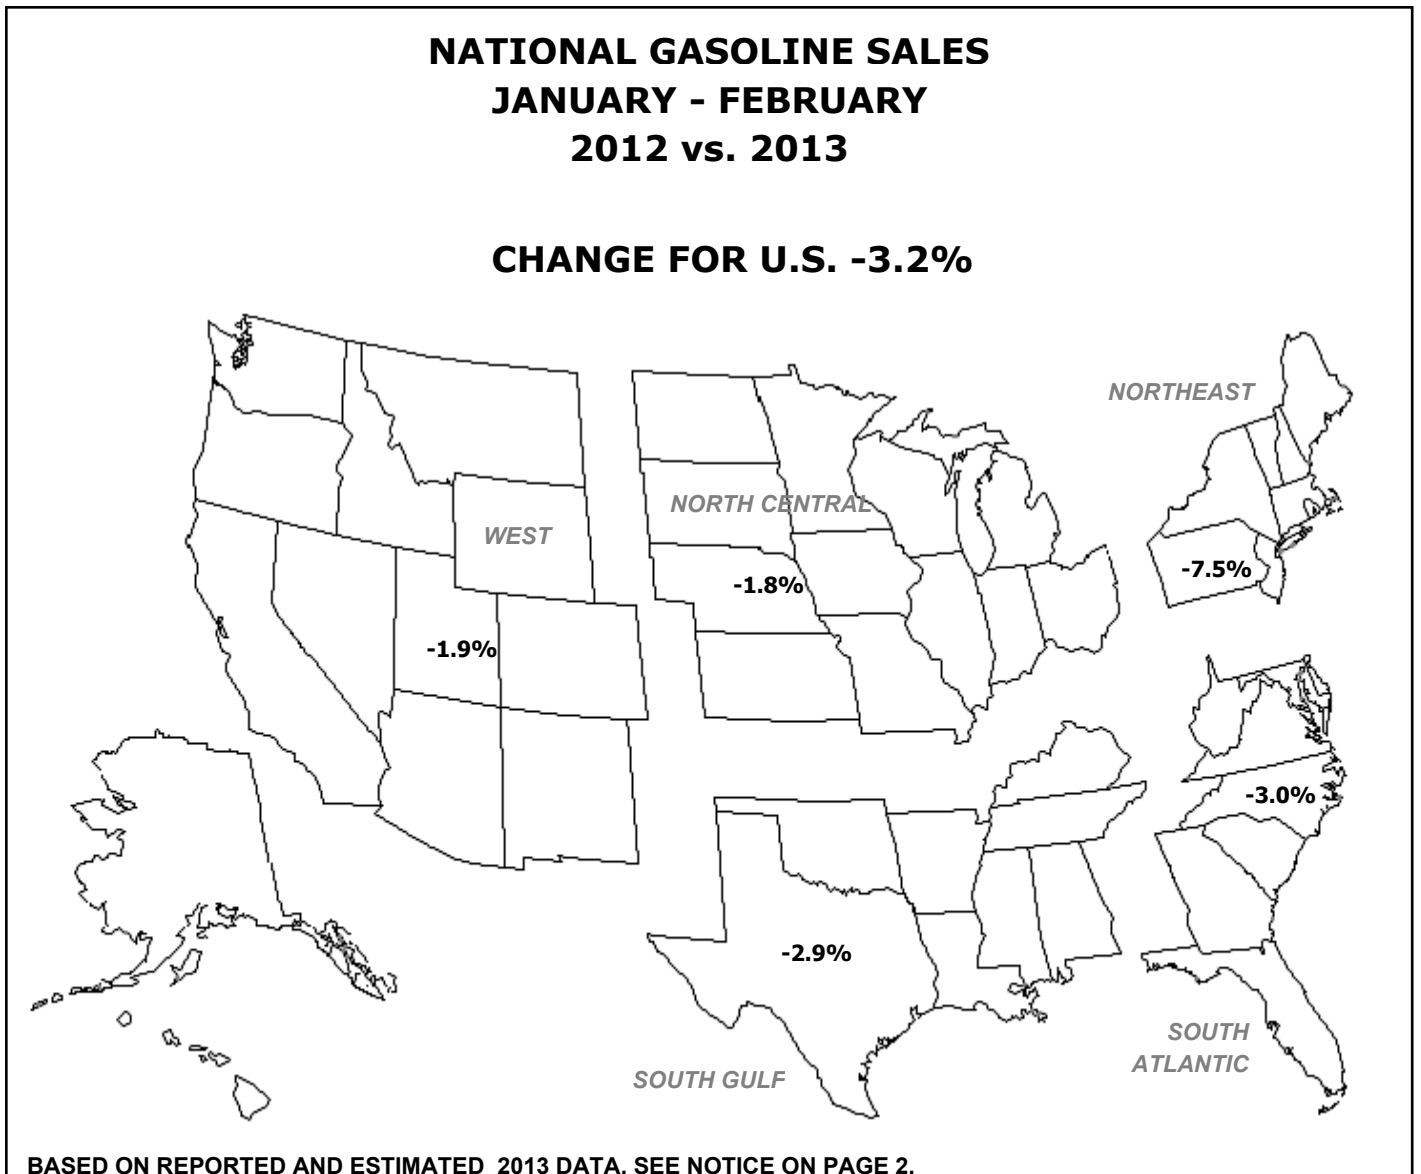 NATIONAL GASOLINE SALES
JANUARY - FEBRUARY
2012 vs. 2013
CHANGE FOR U.S. -3.2%
NORTHEAST
NORTH CENTRAL
WEST
-7.5%
-1.8%
-1.9%
-3.0%
-2.9%
SOUTH
ATLANTIC
SOUTH GULF
BASED ON REPORTED AND ESTIMATED 2013 DATA. SEE NOTICE ON PAGE 2.